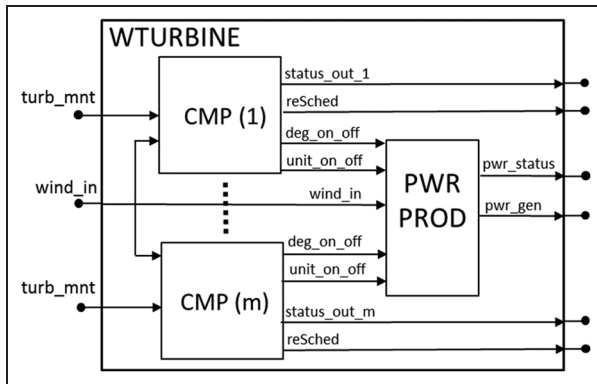 WTURBINE
status_out_1
turb_mnt
CMP (1)
reSched
deg_on_off
unit_on_off
pwr_status
wind_in
wind_in
PWR
PROD
pwr_gen
deg_on_off
unit_on_off
turb_mnt
CMP (m)
status_out_m
reSched